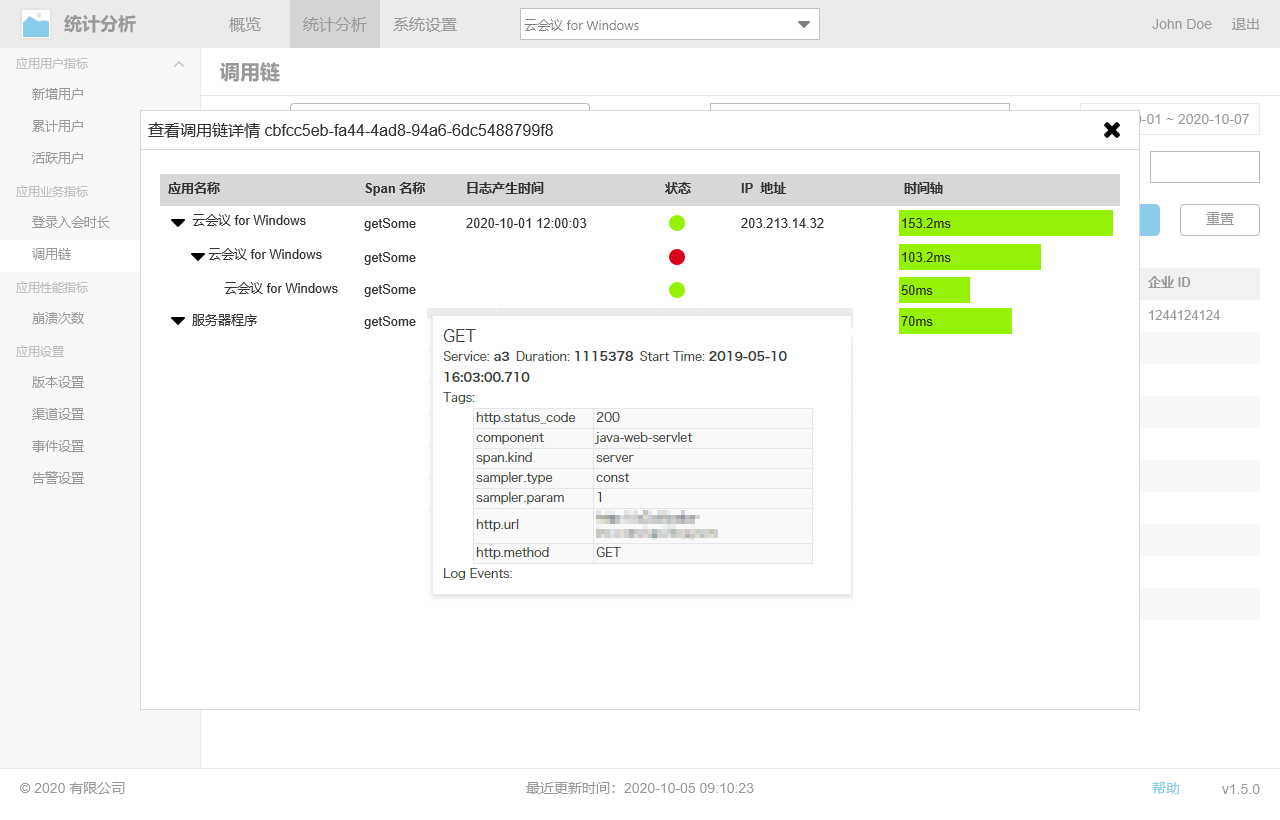 统计分析
概览
统计分析
系统设置
云会议 for Windows
John Doe
退出
应用用户指标
新增用户
累计用户
活跃用户
应用业务指标
登录入会时长
调用链
应用性能指标
崩溃次数
应用设置
版本设置
渠道设置
事件设置
告警设置
调用链
-01 ~ 2020-10-07
重置
企业 ID
1244124124
查看调用链详情 cbfcc5eb-fa44-4ad8-94a6-6dc5488799f8
应用名称 Span 名称 日志产生时间 状态 IP 地址 时间轴
云会议 for Windows getSome 2020-10-01 12:00:03 203.213.14.32 153.2ms
云会议 for Windows getSome 103.2ms
云会议 for Windows getSome 50ms
服务器程序 getSome 70ms
GET
Service: a3 Duration: 1115378 Start Time: 2019-05-10
16:03:00.710
Tags:
http.status_code 200
component java-web-servlet
span.kind server
sampler.type const
sampler.param 1
http.url
http.method GET
Log Events:
© 2020 有限公司
最近更新时间：2020-10-05 09:10:23
帮助
v1.5.0